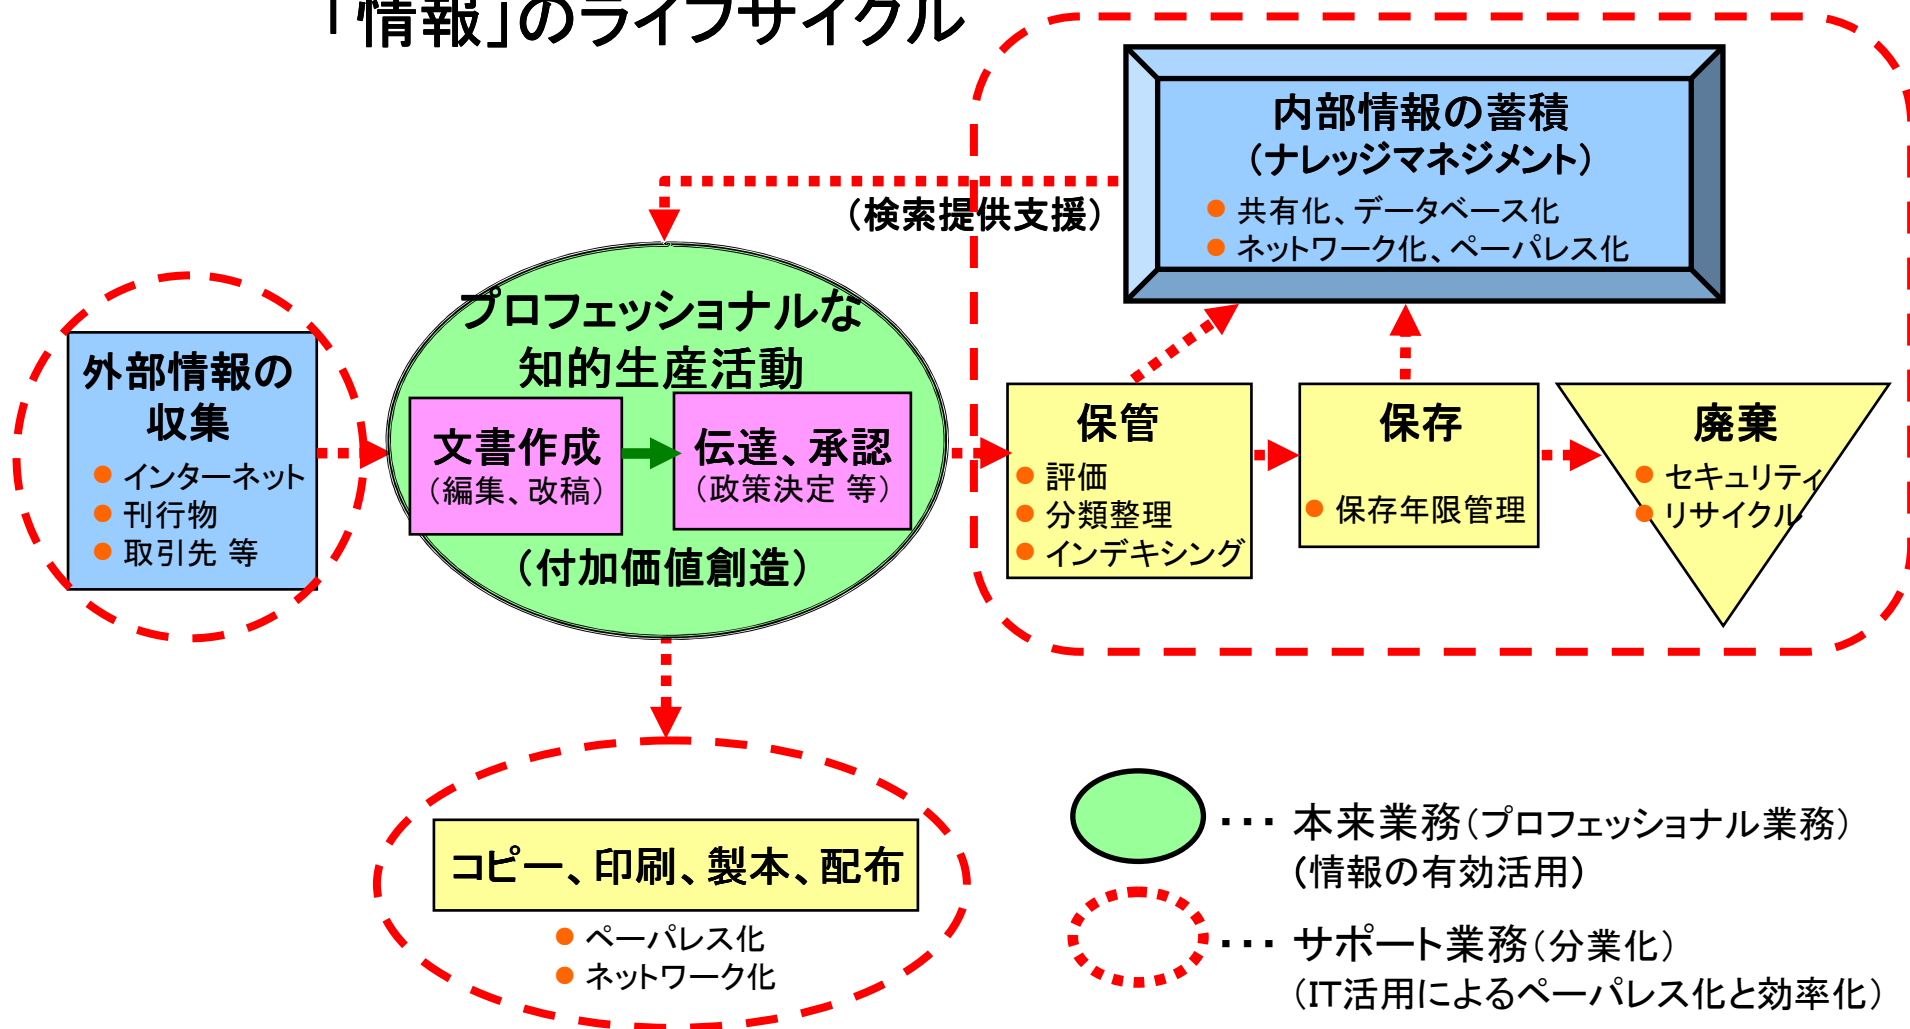 「情報」のライフサイクル
内部情報の蓄積
（ナレッジマネジメント）
● 共有化、データベース化
● ネットワーク化、ペーパレス化
（検索提供支援）
外部情報の
収集
● インターネット
● 刊行物
● 取引先 等
プロフェッショナルな
知的生産活動
文書作成
（編集、改稿）
伝達、承認
（政策決定 等）
（付加価値創造）
保管
● 評価
● 分類整理
● インデキシング
保存
● 保存年限管理
廃棄
● セキュリティ
● リサイクル
コピー、印刷、製本、配布
● ペーパレス化
● ネットワーク化
･･･ 本来業務（プロフェッショナル業務）
（情報の有効活用）
･･･ サポート業務（分業化）
（IT活用によるペーパレス化と効率化）